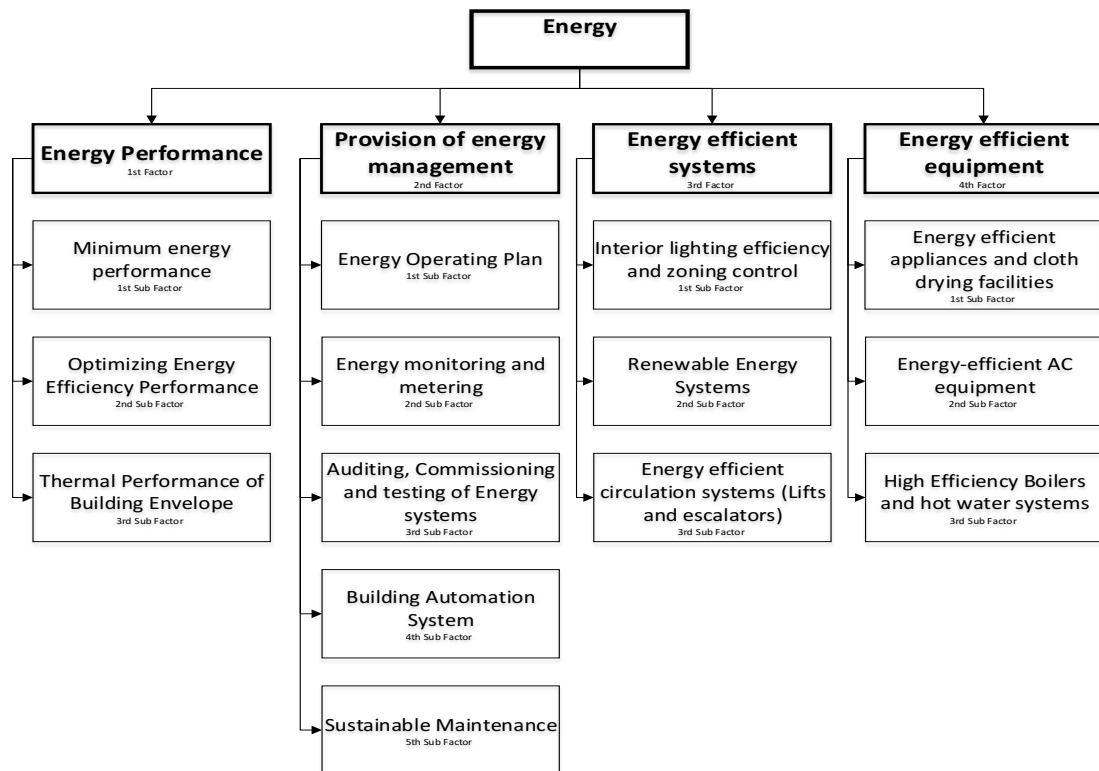 Energy
Energy Performance
1st Factor
Minimum energy
performance
1st Sub Factor
Optimizing Energy
Efficiency Performance
2nd Sub Factor
Thermal Performance of
Building Envelope
3rd Sub Factor
Provision of energy
management
2nd Factor
Energy Operating Plan
1st Sub Factor
Energy monitoring and
metering
2nd Sub Factor
Auditing, Commissioning
and testing of Energy
systems
3rd Sub Factor
Building Automation
System
4th Sub Factor
Sustainable Maintenance
5th Sub Factor
Energy efficient
systems
3rd Factor
Interior lighting efficiency
and zoning control
1st Sub Factor
Renewable Energy
Systems
2nd Sub Factor
Energy efficient
circulation systems (Lifts
and escalators)
3rd Sub Factor
Energy efficient
equipment
4th Factor
Energy efficient
appliances and cloth
drying facilities
1st Sub Factor
Energy-efficient AC
equipment
2nd Sub Factor
High Efficiency Boilers
and hot water systems
3rd Sub Factor